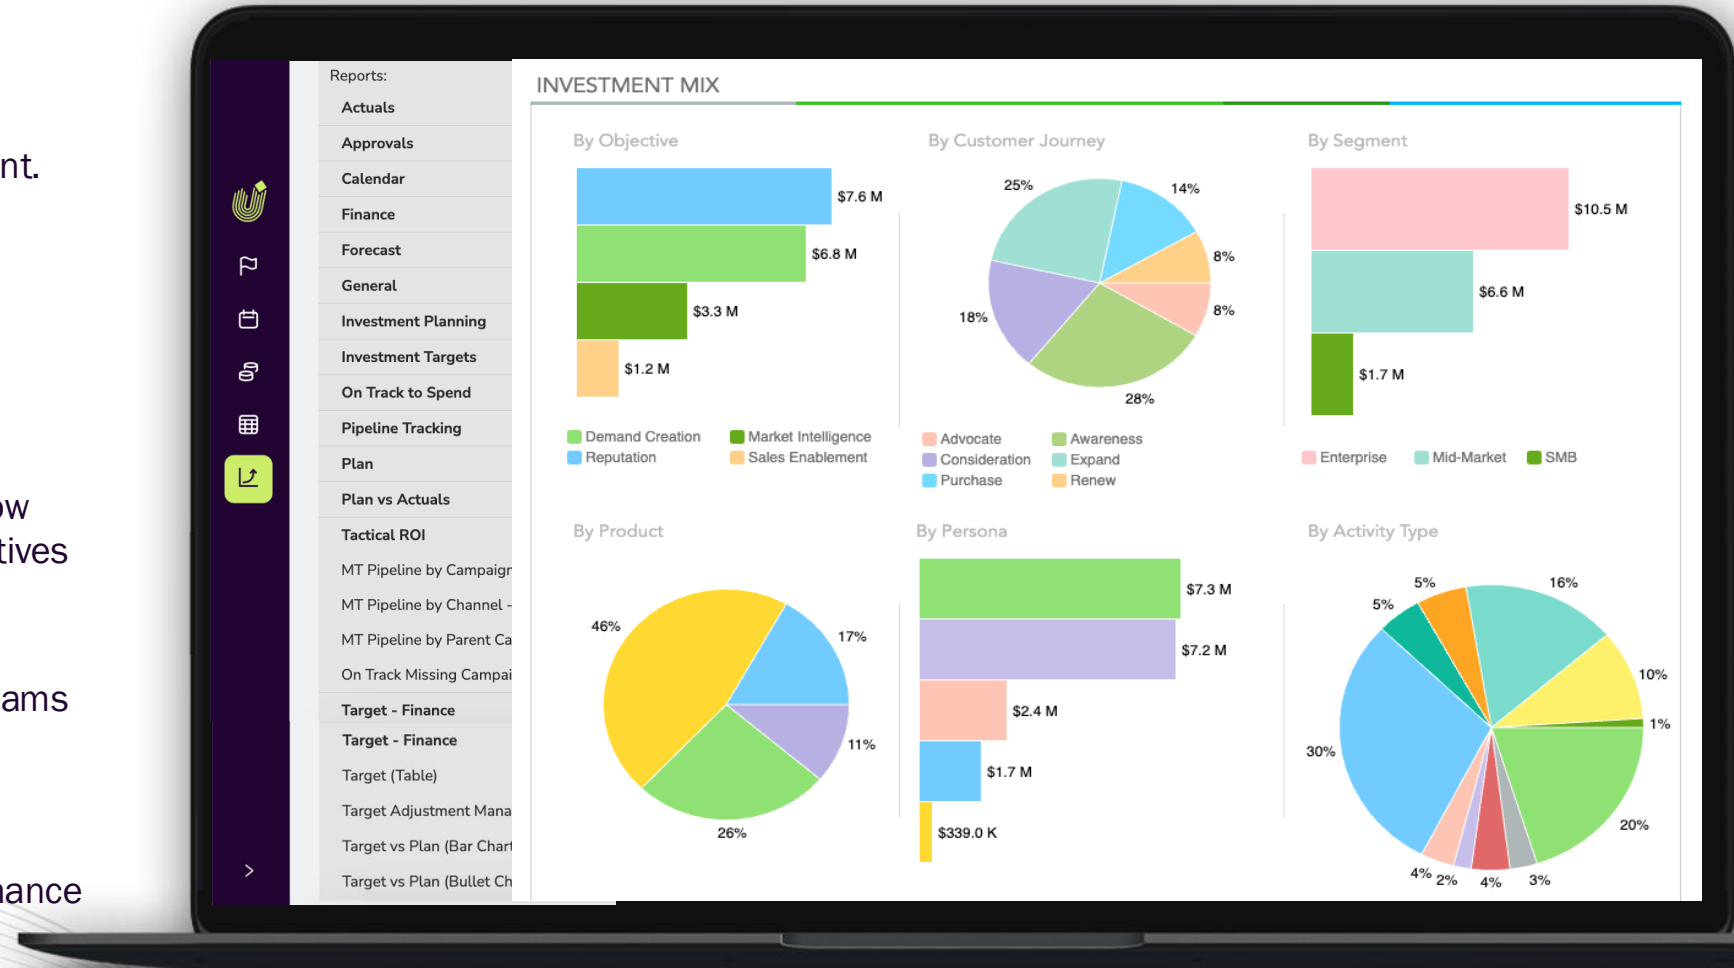 nt.
ow
tives
ams
nance
Reports:
Actuals
Approvals
Calendar
Finance
Forecast
General
Investment Planning
Investment Targets
On Track to Spend
Pipeline Tracking
Plan
Plan vs Actuals
Tactical ROI
MT Pipeline by Campaign
MT Pipeline by Channel -
MT Pipeline by Parent Ca
On Track Missing Campai
Target - Finance
Target - Finance
Target (Table)
Target Adjustment Mana
Target vs Plan (Bar Chart
Target vs Plan (Bullet Ch
INVESTMENT MIX
By Objective
$7.6 M
$6.8 M
$3.3 M
$1.2 M
Demand Creation Market Intelligence
Reputation Sales Enablement
By Customer Journey
25%
14%
8%
8%
18%
28%
Advocate Awareness
Consideration Expand
Purchase Renew
By Segment
$10.5 M
$6.6 M
$1.7 M
Enterprise Mid-Market SMB
By Product
46%
17%
11%
26%
By Persona
$7.3 M
$7.2 M
$2.4 M
$1.7 M
$339.0 K
By Activity Type
5%
16%
5%
10%
1%
30%
20%
4% 2% 4% 3%